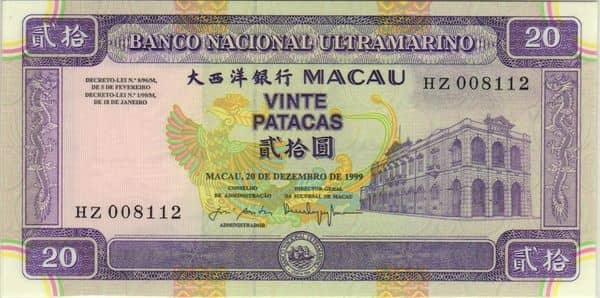 貳拾
BANCO NACIONAL ULTRAMARINO
20
大西洋銀行 MACAU
HZ 008112
DECRETO-LEI N.º 9/96/M,
DE 5 DE FEVEREIRO
DECRETO-LEI N.º 1/99/M,
DE 18 DE JANEIRO
VINTE
PATACAS
貳拾圓
MACAU, 20 DE DEZEMBRO DE 1999
CONSELHO
DE ADMINISTRAÇÃO
DIRECTOR GERAL
DA SUCURSAL DE MACAU
HZ 008112
ADMINISTRADOR
20
貳拾